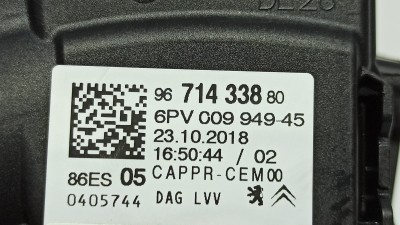 96 714 338 80
6PV 009 949-45
23.10.2018
16:50:44 / 02
86ES 05 CAPPR-CEM00
0405744 DAG LVV